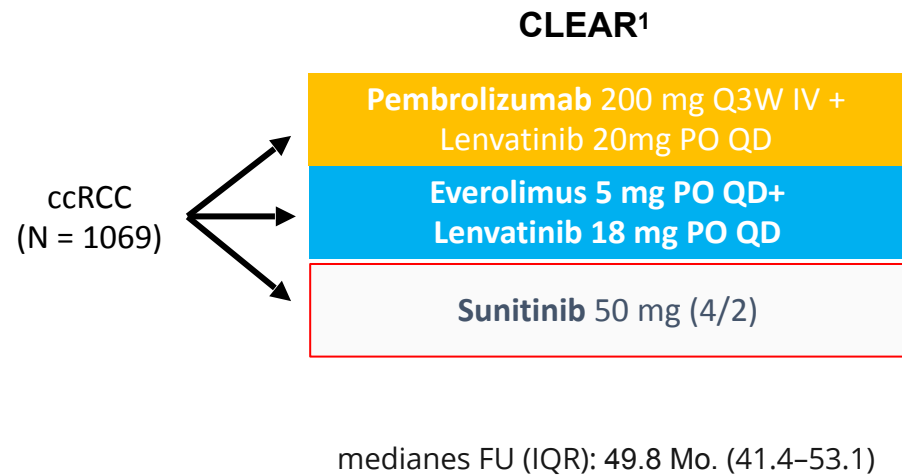 CLEAR¹
Pembrolizumab 200 mg Q3W IV +
Lenvatinib 20mg PO QD
ccRCC
(N = 1069)
Everolimus 5 mg PO QD+
Lenvatinib 18 mg PO QD
Sunitinib 50 mg (4/2)
medianes FU (IQR): 49.8 Mo. (41.4–53.1)